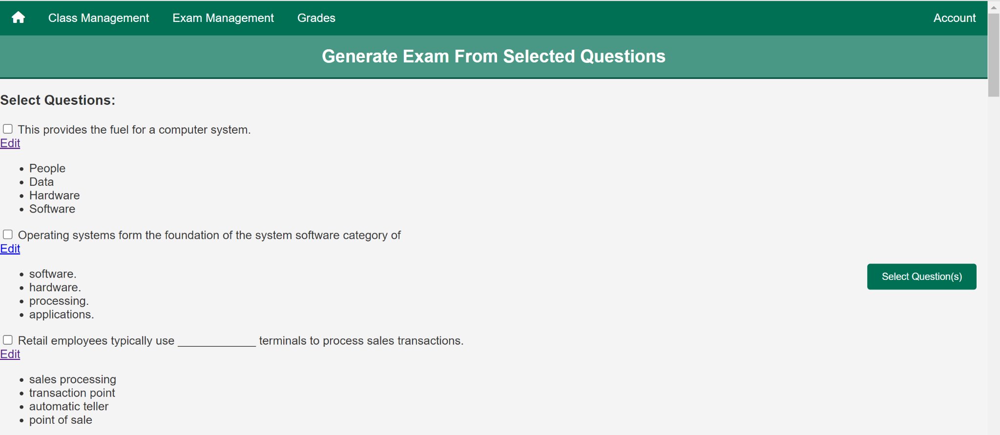 Class Management Exam Management Grades Account
Generate Exam From Selected Questions
Select Questions:
This provides the fuel for a computer system.
Edit
People
Data
Hardware
Software
Operating systems form the foundation of the system software category of
Edit
software.
hardware.
processing.
applications.
Select Question(s)
Retail employees typically use ____________ terminals to process sales transactions.
Edit
sales processing
transaction point
automatic teller
point of sale